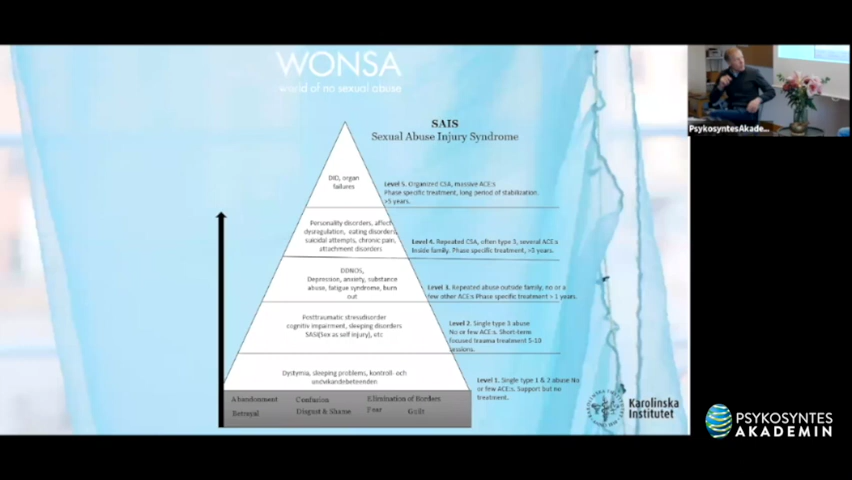 WONSA
world of no sexual abuse
SAIS
Sexual Abuse Injury Syndrome
DID, organ
failures
Level 5. Organized CSA, massive ACE:s
Phase specific treatment, long period of stabilization.
>5 years.
Personality disorders, affect
dysregulation, eating disorders,
suicidal attempts, chronic pain,
attachment disorders
Level 4. Repeated CSA, often type 3, several ACE:s
Inside family. Phase specific treatment, >3 years.
DDNOS,
Depression, anxiety, substance
abuse, fatigue syndrome, burn
out
Level 3. Repeated abuse outside family, no or a
few other ACE:s Phase specific treatment > 1 years.
Posttraumatic stressdisorder
cognitive impairment, sleeping disorders
SASI(Sex as self injury), etc
Level 2. Single type 3 abuse
No or few ACE:s. Short-term
focused trauma treatment 5-10
sessions.
Dystymia, sleeping problems, kontroll- och
undvikandebeteenden
Level 1. Single type 1 & 2 abuse No
or few ACE:s. Support but no
treatment.
Abandonment Confusion Elimination of Borders
Betrayal Disgust & Shame Fear Guilt
Karolinska
Institutet
PsykosyntesAkade...
PSYKOSYNTES
AKADEMIN